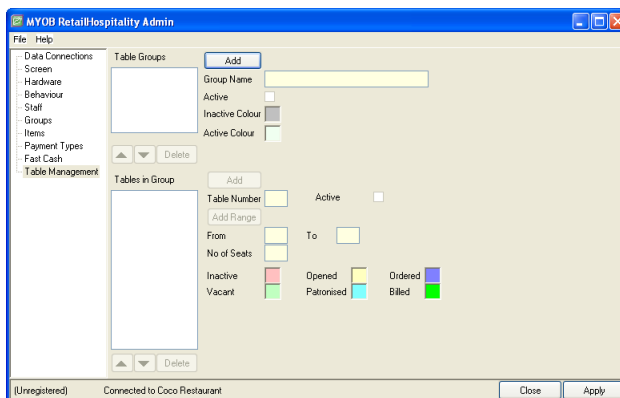 MYOB RetailHospitality Admin
File Help
Data Connections
Screen
Hardware
Behaviour
Staff
Groups
Items
Payment Types
Fast Cash
Table Management
Table Groups
Add
Group Name
Active
Inactive Colour
Active Colour
Delete
Tables in Group
Add
Table Number Active
Add Range
From To
No of Seats
Inactive Opened Ordered
Vacant Patronised Billed
Delete
(Unregistered) Connected to Coco Restaurant Close Apply